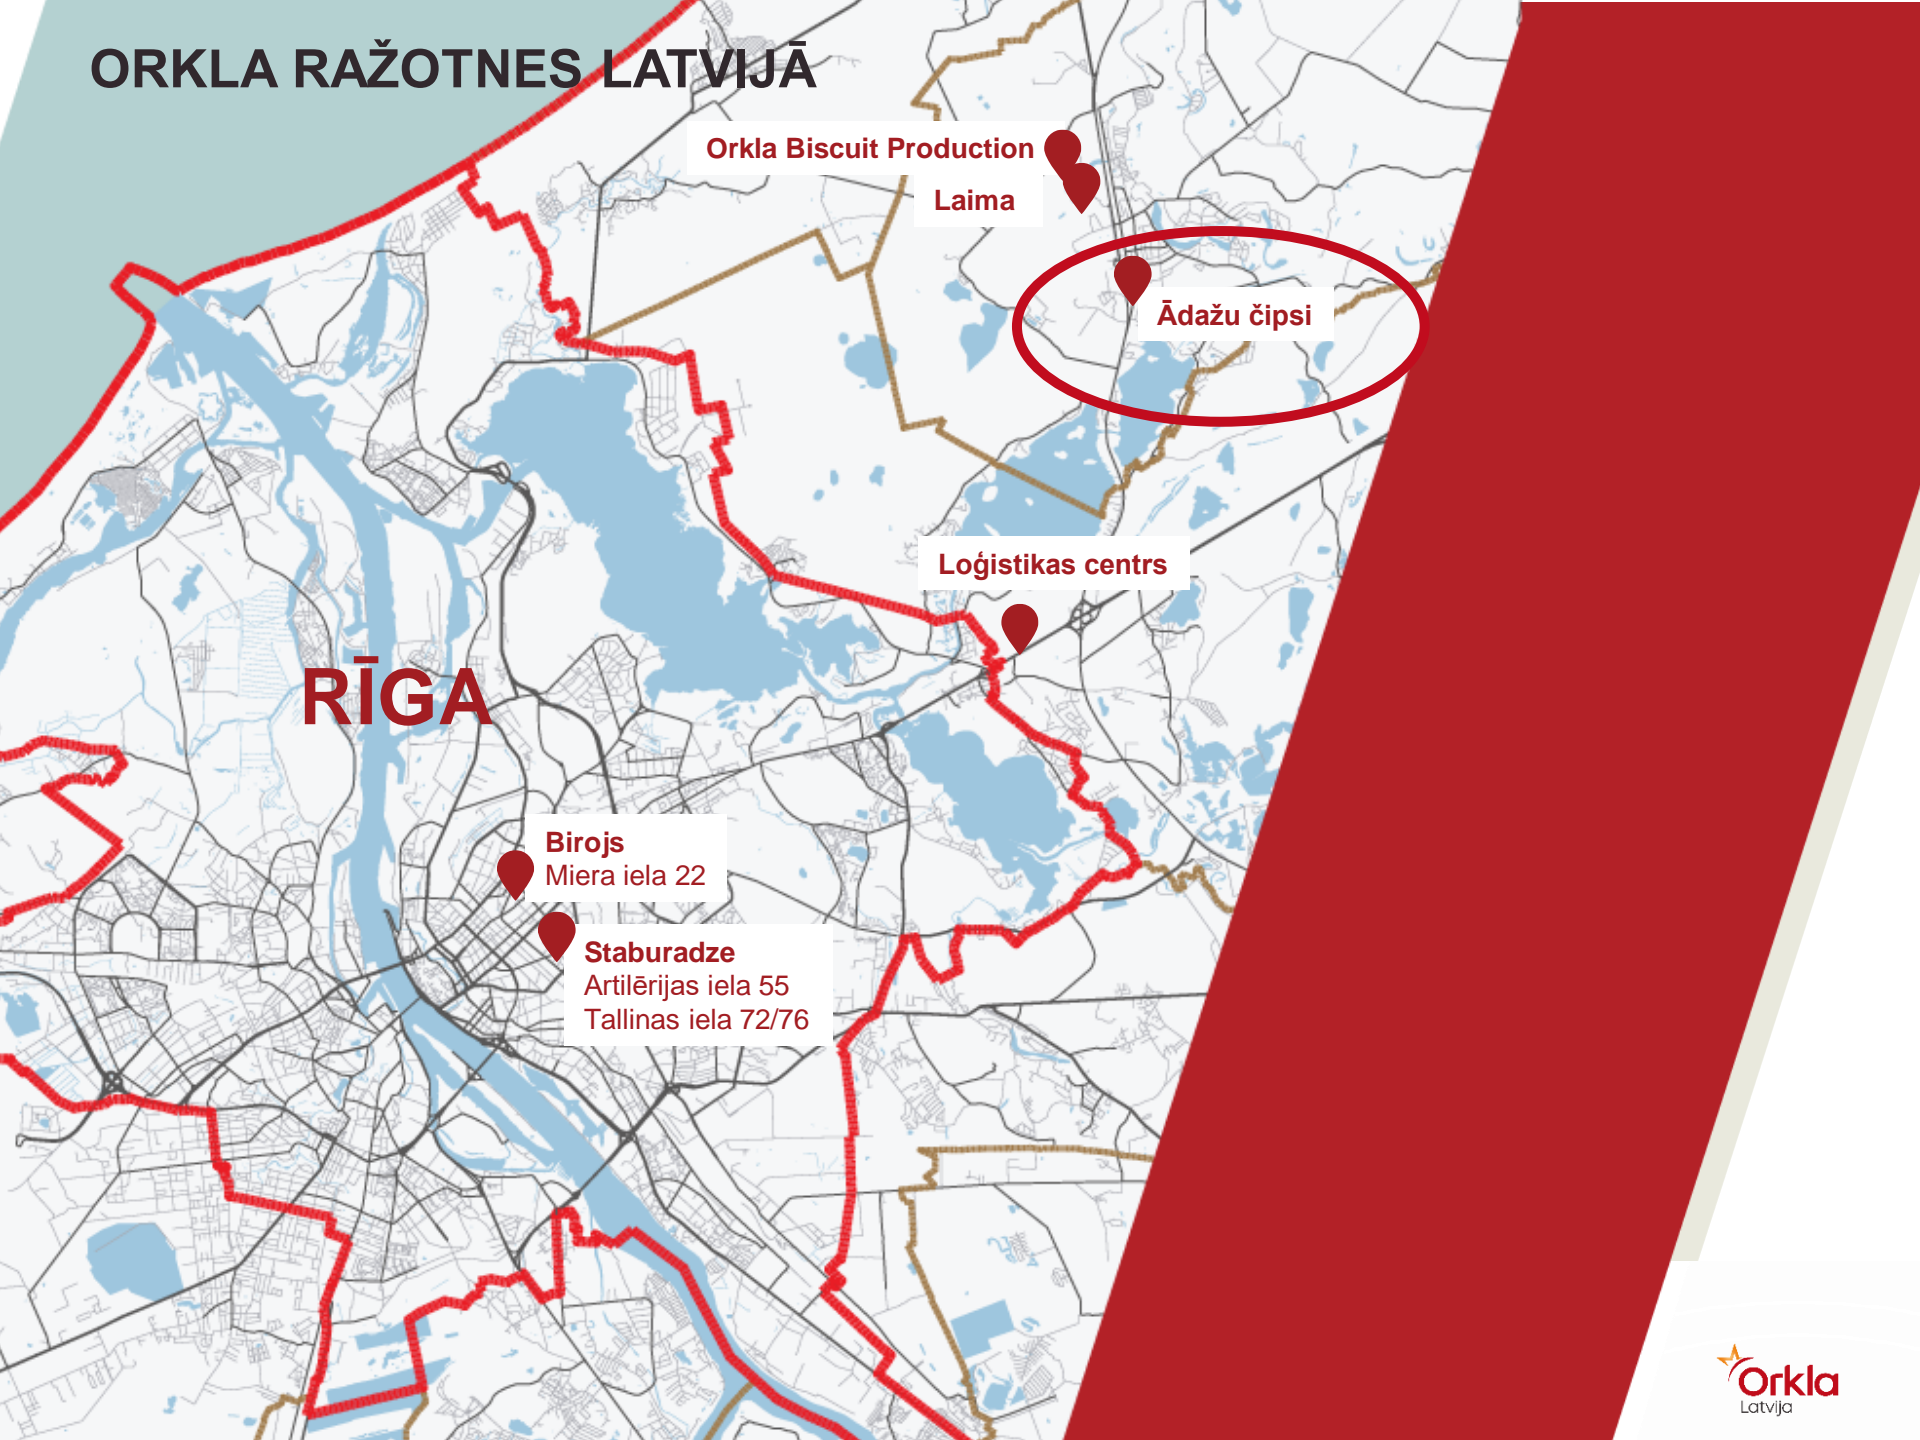 ORKLA RAŽOTNES LATVIJĀ
Orkla Biscuit Production
Laima
Ādažu čipsi
Loģistikas centrs
RĪGA
Birojs
Miera iela 22
Staburadze
Artilērijas iela 55
Tallinas iela 72/76
Orkla
Latvija